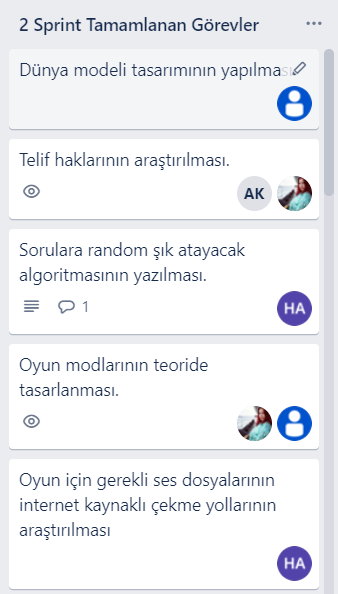 2 Sprint Tamamlanan Görevler
Dünya modeli tasarımının yapılması.
Telif haklarının araştırılması.
AK
Sorulara random şık atayacak
algoritmasının yazılması.
1
HA
Oyun modlarının teoride
tasarlanması.
Oyun için gerekli ses dosyalarının
internet kaynaklı çekme yollarının
araştırılması
HA